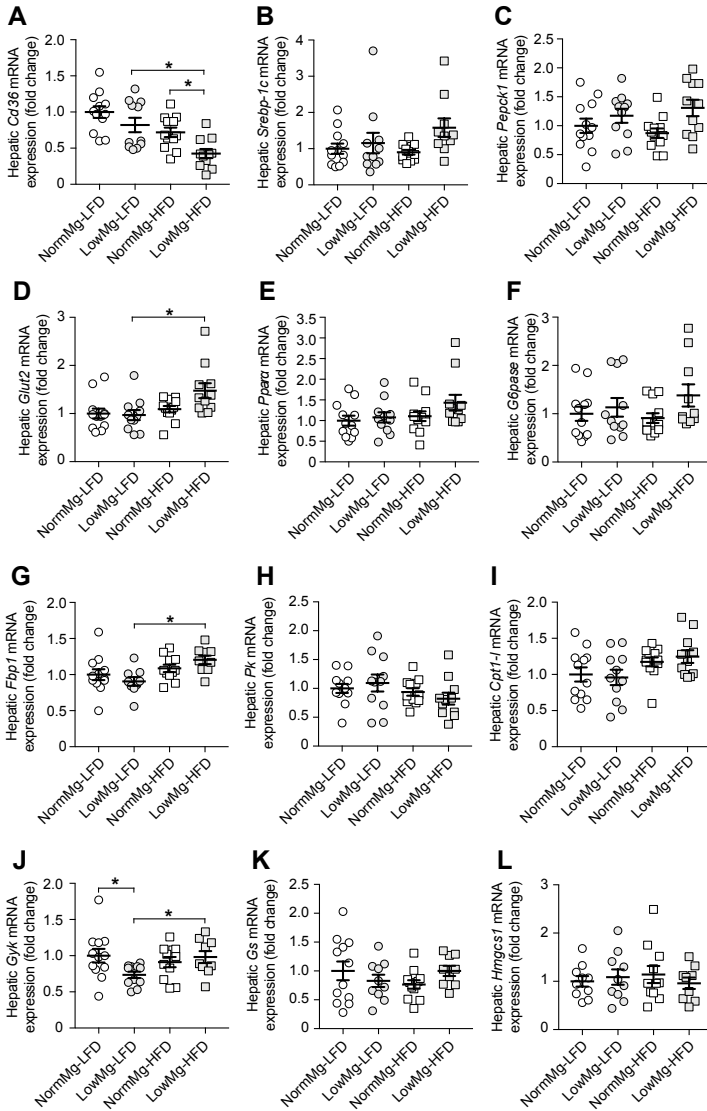 A
Hepatic Cd36 mRNA
expression (fold change)
2.0
1.5
1.0
0.5
0
* 
*
NormMg-LFD
LowMg-LFD
NormMg-HFD
LowMg-HFD
B
Hepatic Srebp-1c mRNA
expression (fold change)
5
4
3
2
1
0
NormMg-LFD
LowMg-LFD
NormMg-HFD
LowMg-HFD
C
Hepatic Pepck1 mRNA
expression (fold change)
2.5
2.0
1.5
1.0
0.5
0
NormMg-LFD
LowMg-LFD
NormMg-HFD
LowMg-HFD
D
Hepatic Glut2 mRNA
expression (fold change)
3
2
1
0
*
NormMg-LFD
LowMg-LFD
NormMg-HFD
LowMg-HFD
E
Hepatic Pparα mRNA
expression (fold change)
3.5
3.0
2.5
2.0
1.5
1.0
0.5
0
NormMg-LFD
LowMg-LFD
NormMg-HFD
LowMg-HFD
F
Hepatic G6pase mRNA
expression (fold change)
3
2
1
0
NormMg-LFD
LowMg-LFD
NormMg-HFD
LowMg-HFD
G
Hepatic Fbp1 mRNA
expression (fold change)
2.0
1.5
1.0
0.5
0
*
NormMg-LFD
LowMg-LFD
NormMg-HFD
LowMg-HFD
H
Hepatic Pk mRNA
expression (fold change)
2.5
2.0
1.5
1.0
0.5
0
NormMg-LFD
LowMg-LFD
NormMg-HFD
LowMg-HFD
I
Hepatic Cpt1-l mRNA
expression (fold change)
2.0
1.5
1.0
0.5
0
NormMg-LFD
LowMg-LFD
NormMg-HFD
LowMg-HFD
J
Hepatic Gyk mRNA
expression (fold change)
2.0
1.5
1.0
0.5
0
*
*
NormMg-LFD
LowMg-LFD
NormMg-HFD
LowMg-HFD
K
Hepatic Gs mRNA
expression (fold change)
2.5
2.0
1.5
1.0
0.5
0
NormMg-LFD
LowMg-LFD
NormMg-HFD
LowMg-HFD
L
Hepatic Hmgcs1 mRNA
expression (fold change)
3
2
1
0
NormMg-LFD
LowMg-LFD
NormMg-HFD
LowMg-HFD